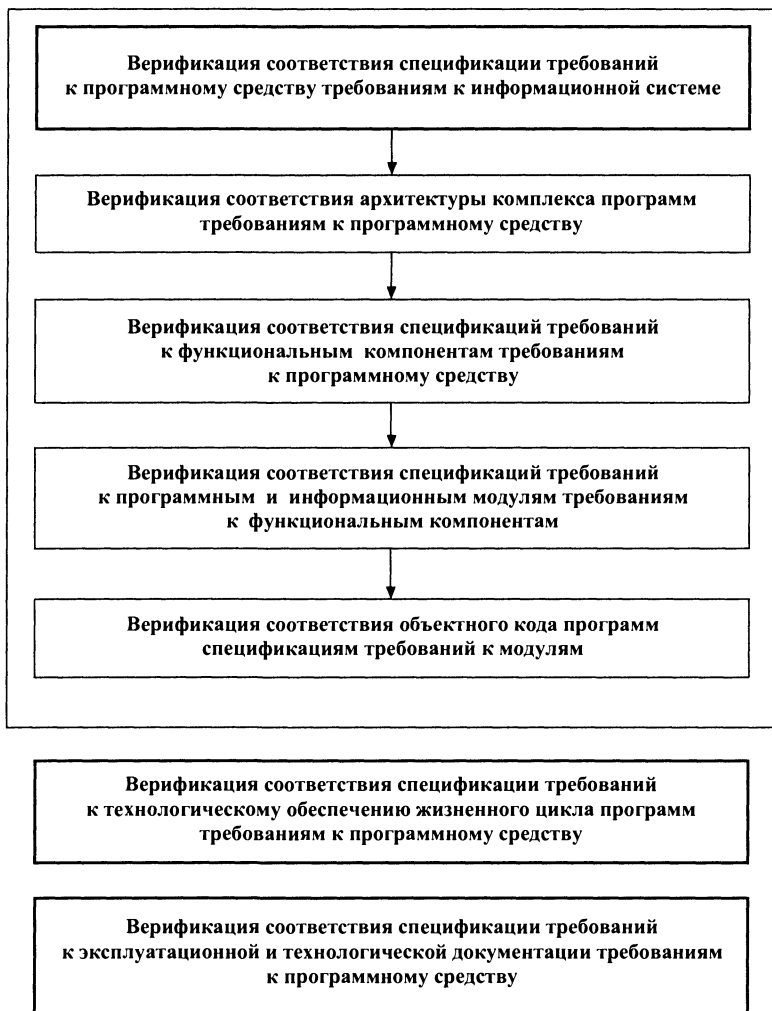 Верификация соответствия спецификации требований
к программному средству требованиям к информационной системе
Верификация соответствия архитектуры комплекса программ
требованиям к программному средству
Верификация соответствия спецификаций требований
к функциональным компонентам требованиям
к программному средству
Верификация соответствия спецификаций требований
к программным и информационным модулям требованиям
к функциональным компонентам
Верификация соответствия объектного кода программ
спецификациям требований к модулям
Верификация соответствия спецификации требований
к технологическому обеспечению жизненного цикла программ
требованиям к программному средству
Верификация соответствия спецификации требований
к эксплуатационной и технологической документации требованиям
к программному средству